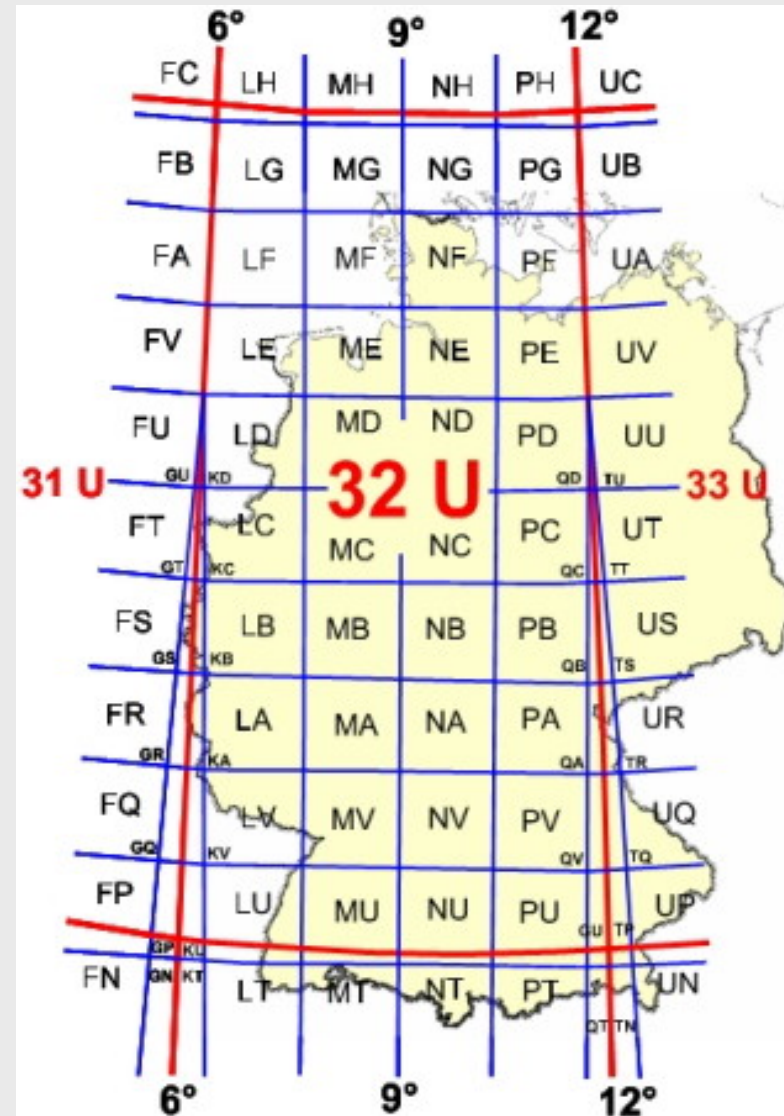 6° 9° 12°
FC LH MH NH PH UC
FB LG MG NG PG UB
FA LF MF NF PF UA
FV LE ME NE PE UV
FU LD MD ND PD UU
31 U GU KD 32 U QD TU 33 U
FT LC MC NC PC UT
GT KC QC TT
FS LB MB NB PB US
GS KB QB TS
FR LA MA NA PA UR
GR KA QA TR
FQ LV MV NV PV UQ
GQ KV QV TQ
FP LU MU NU PU UP
GU TP
GP KU
FN GN KT LT MT NT PT UN
QT TN
6° 9° 12°